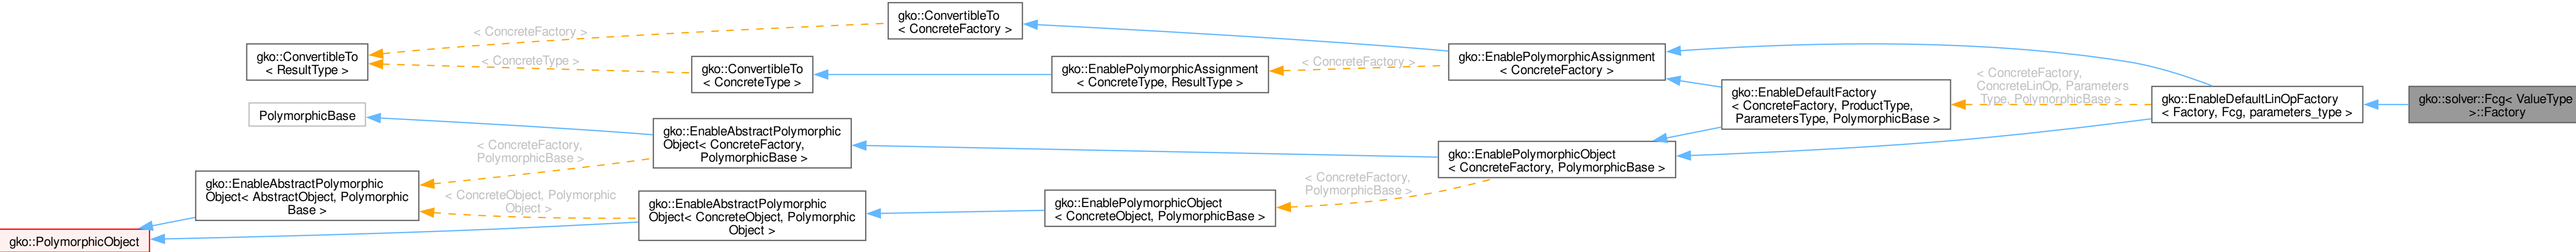 gko::ConvertibleTo
< ConcreteFactory >
< ConcreteFactory >
gko::ConvertibleTo
< ResultType >
< ConcreteType >
gko::ConvertibleTo
< ConcreteType >
gko::EnablePolymorphicAssignment
< ConcreteType, ResultType >
< ConcreteFactory >
gko::EnablePolymorphicAssignment
< ConcreteFactory >
gko::EnableDefaultFactory
< ConcreteFactory, ProductType,
ParametersType, PolymorphicBase >
< ConcreteFactory,
ConcreteLinOp, Parameters
Type, PolymorphicBase >
gko::EnableDefaultLinOpFactory
< Factory, Fcg, parameters_type >
gko::solver::Fcg< ValueType
>::Factory
PolymorphicBase
gko::EnableAbstractPolymorphic
Object< ConcreteFactory,
PolymorphicBase >
< ConcreteFactory,
PolymorphicBase >
gko::EnablePolymorphicObject
< ConcreteFactory, PolymorphicBase >
gko::EnableAbstractPolymorphic
Object< AbstractObject, Polymorphic
Base >
< ConcreteObject, Polymorphic
Object >
gko::EnableAbstractPolymorphic
Object< ConcreteObject, Polymorphic
Object >
gko::EnablePolymorphicObject
< ConcreteObject, PolymorphicBase >
< ConcreteFactory,
PolymorphicBase >
gko::PolymorphicObject